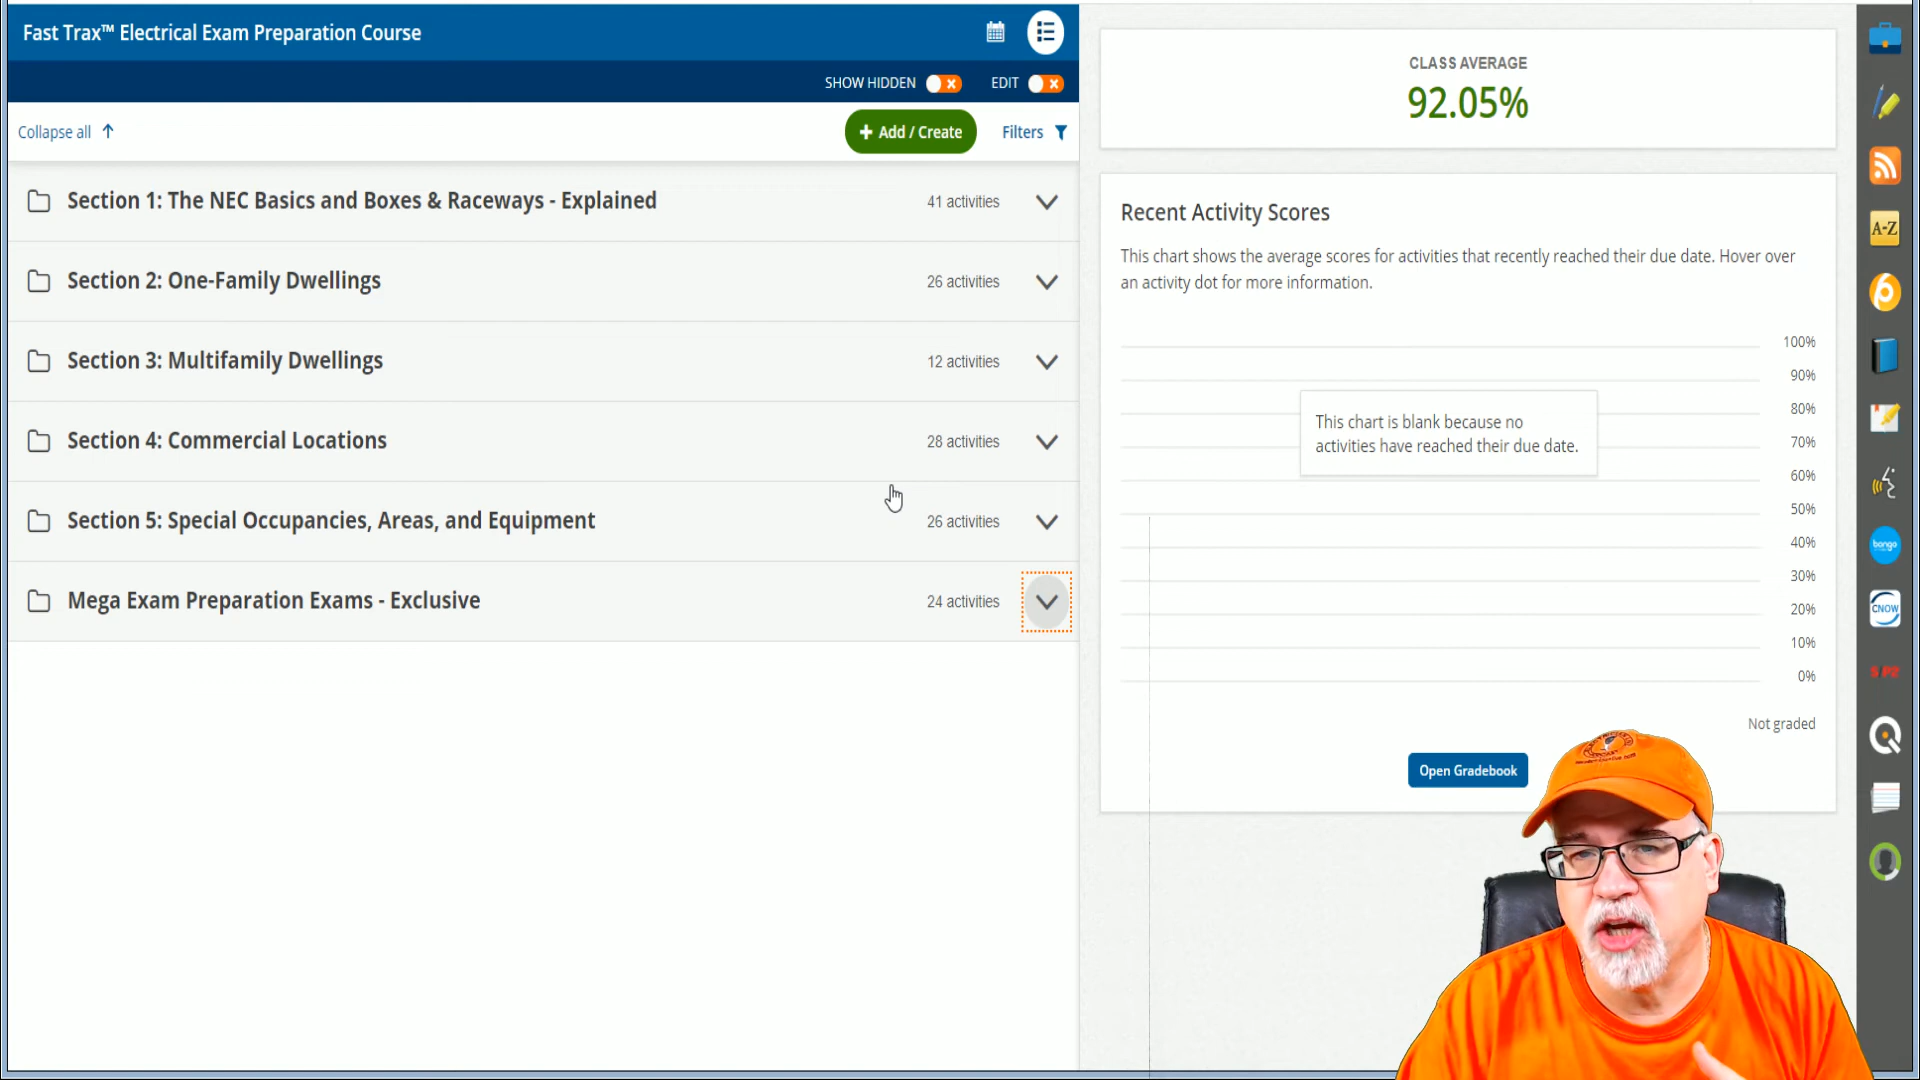 Fast Trax™ Electrical Exam Preparation Course
SHOW HIDDEN
EDIT
Collapse all
+ Add / Create
Filters
Section 1: The NEC Basics and Boxes & Raceways - Explained
41 activities
Section 2: One-Family Dwellings
26 activities
Section 3: Multifamily Dwellings
12 activities
Section 4: Commercial Locations
28 activities
Section 5: Special Occupancies, Areas, and Equipment
26 activities
Mega Exam Preparation Exams - Exclusive
24 activities
CLASS AVERAGE
92.05%
Recent Activity Scores
This chart shows the average scores for activities that recently reached their due date. Hover over
an activity dot for more information.
100%
90%
80%
70%
60%
50%
40%
30%
20%
10%
0%
This chart is blank because no
activities have reached their due date.
Not graded
Open Gradebook
A-Z
bongo
CNOW